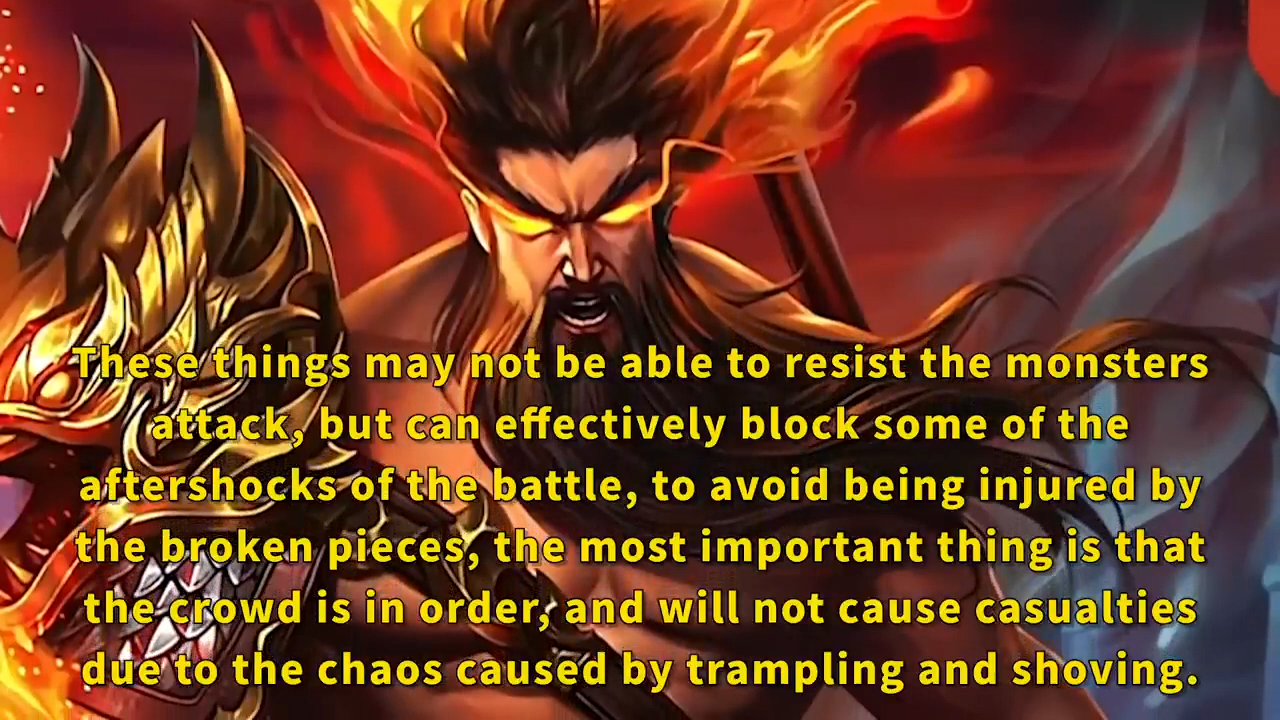 These things may not be able to resist the monsters
attack, but can effectively block some of the
aftershocks of the battle, to avoid being injured by
the broken pieces, the most important thing is that
the crowd is in order, and will not cause casualties
due to the chaos caused by trampling and shoving.